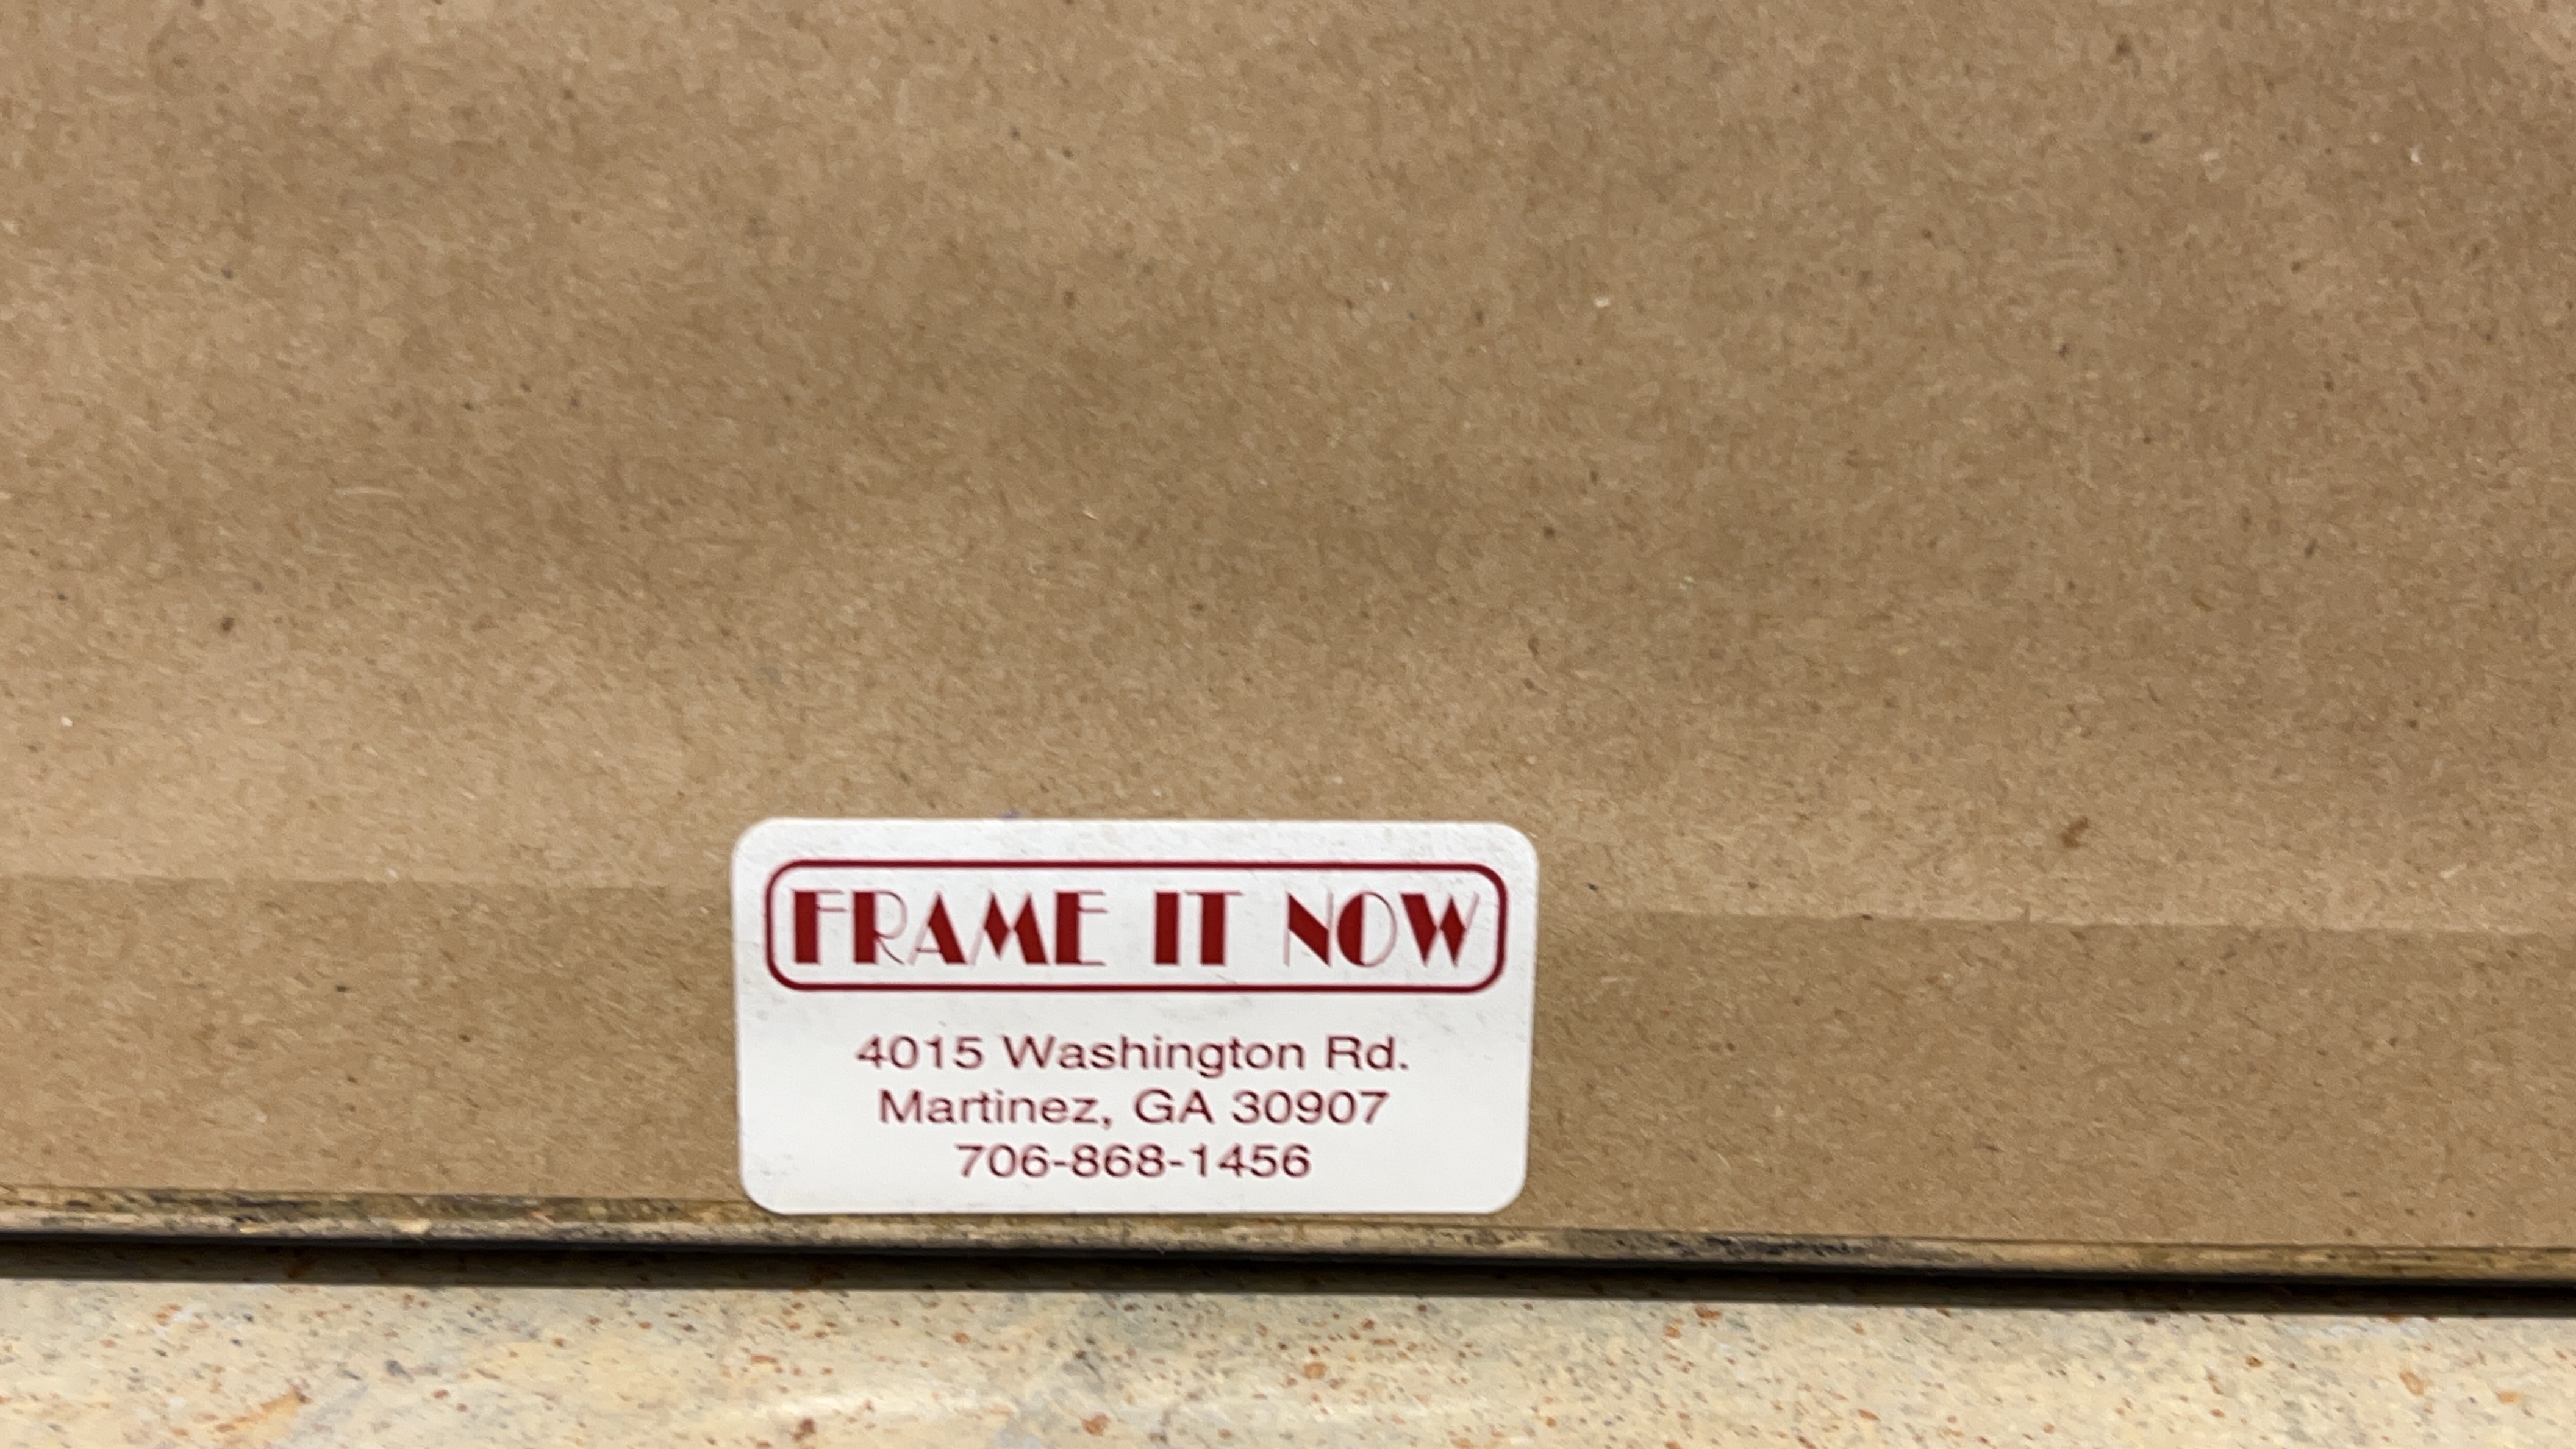 FRAME IT NOW
4015 Washington Rd.
Martinez, GA 30907
706-868-1456